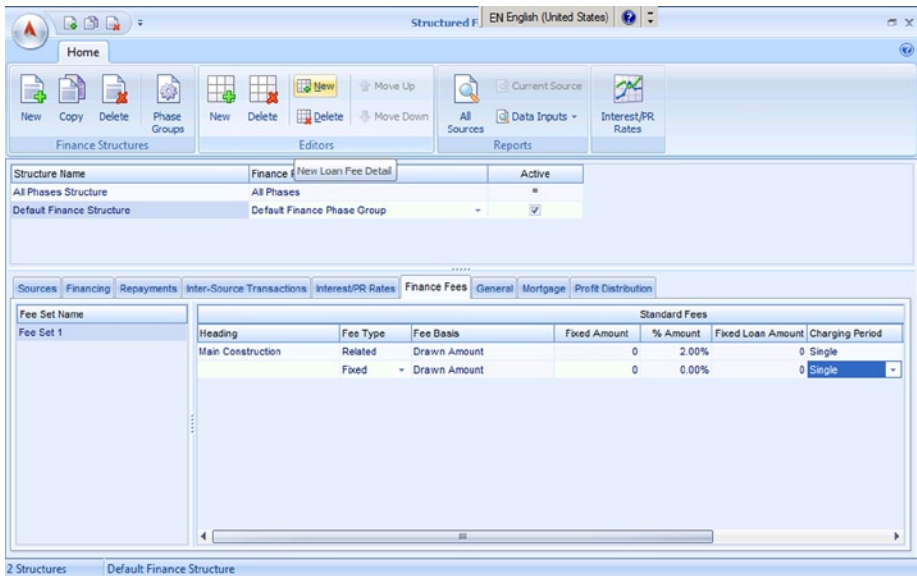 Structured F
EN English (United States)
Home
New
Copy
Delete
Phase Groups
Finance Structures
New
Delete
New
Delete
Move Up
Move Down
Editors
All Sources
Current Source
Data Inputs
Reports
Interest/PR Rates
New Loan Fee Detail
Structure Name Finance Active
All Phases Structure All Phases
Default Finance Structure Default Finance Phase Group
Sources Financing Repayments Inter-Source Transactions Interest/PR Rates Finance Fees General Mortgage Profit Distribution
Fee Set Name
Fee Set 1
Standard Fees
Heading Fee Type Fee Basis Fixed Amount % Amount Fixed Loan Amount Charging Period
Main Construction Related Drawn Amount 0 2.00% 0 Single
Fixed Drawn Amount 0 0.00% 0 Single
2 Structures Default Finance Structure